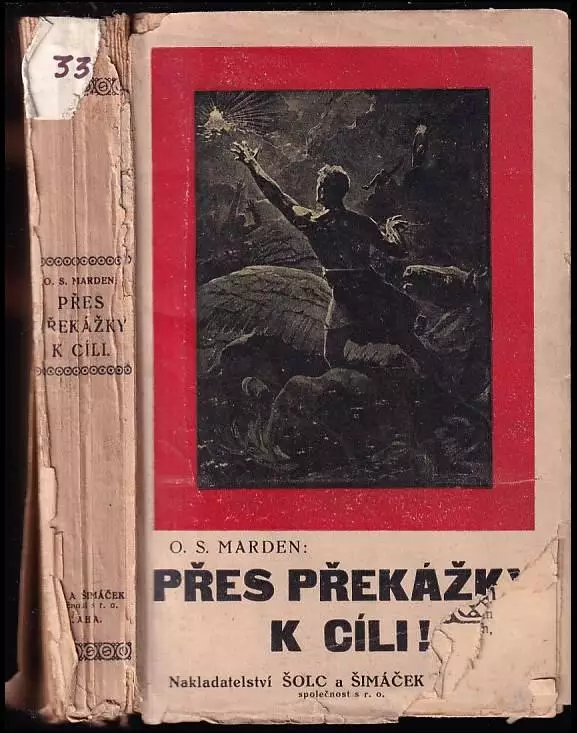 33
O. S. MARDEN:
PŘES
PŘEKÁŽKY
K CÍLI.
A ŠIMÁČEK
s r. o.
O. S. MARDEN:
PŘES PŘEKÁŽKY
K CÍLI!
Nakladatelství ŠOLC a ŠIMÁČEK
společnost s r. o.